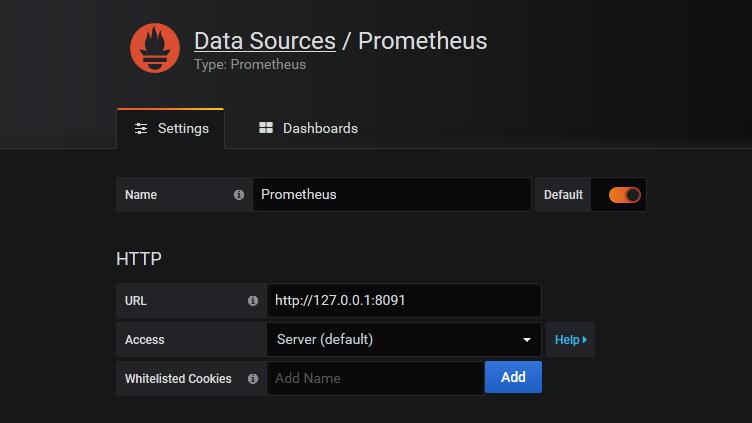 Data Sources / Prometheus
Type: Prometheus
Settings Dashboards
Name Prometheus Default
HTTP
URL http://127.0.0.1:8091
Access Server (default) Help
Whitelisted Cookies Add Name Add